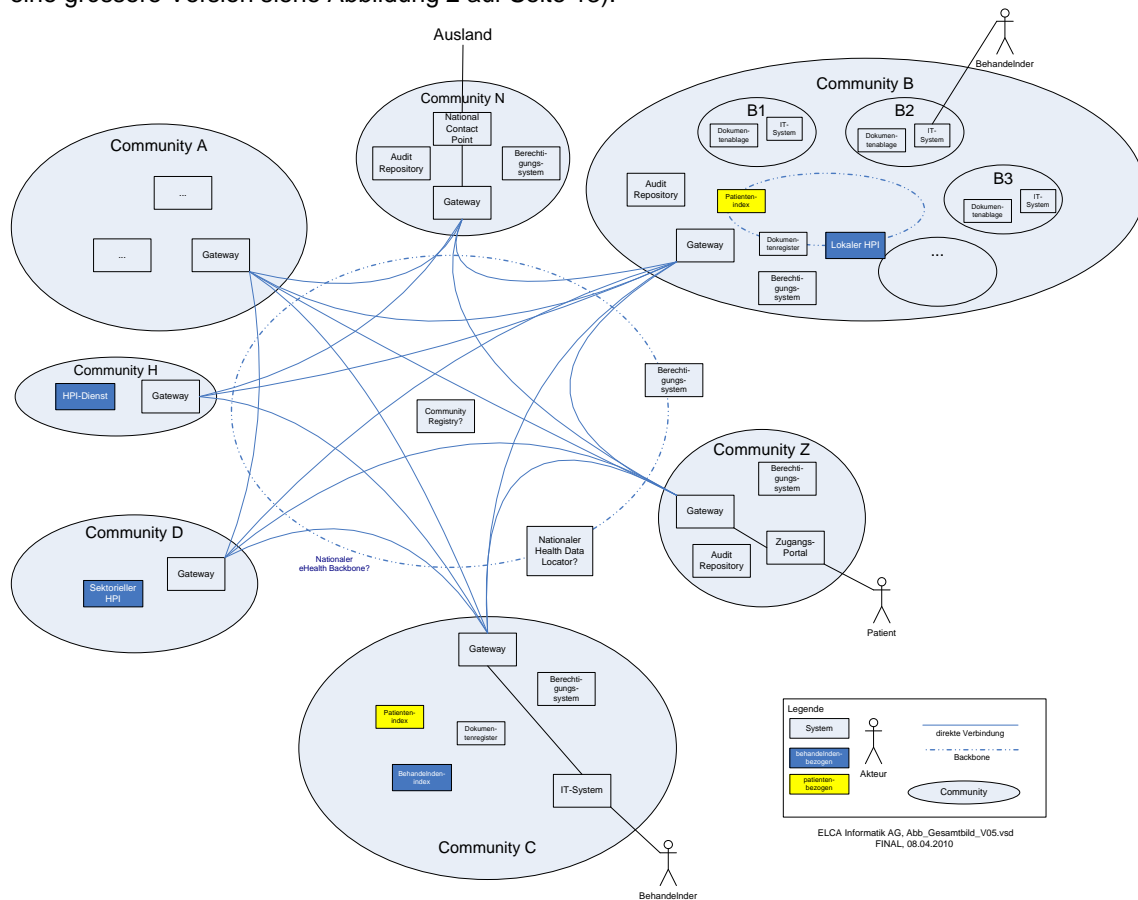 eine grössere Version siehe Abbildung 2 auf Seite 18).
Ausland
Behandelnder
Community N
National
Contact
Point
Audit
Repository
Berechti-
gungs-
system
Gateway
Community B
B1
Dokumen-
tenablage
IT-
System
B2
Dokumen-
tenablage
IT-
System
B3
Dokumen-
tenablage
IT-
System
Audit
Repository
Patienten-
index
Gateway
Dokumen-
tenregister
Lokaler HPI
...
Berechti-
gungs-
system
Community A
...
...
Gateway
Community H
HPI-Dienst
Gateway
Community
Registry?
Berechti-
gungs-
system
Community Z
Berechti-
gungs-
system
Gateway
Audit
Repository
Zugangs-
Portal
Patient
Community D
Gateway
Sektorieller
HPI
Nationaler
eHealth Backbone?
Nationaler
Health Data
Locator?
Gateway
Berechti-
gungs-
system
Patienten-
index
Dokumen-
tenregister
Behandelnden-
index
IT-System
Community C
Behandelnder
Legende
System
behandelnden-
bezogen
patienten-
bezogen
Akteur
direkte Verbindung
Backbone
Community
ELCA Informatik AG, Abb_Gesamtbild_V05.vsd
FINAL, 08.04.2010